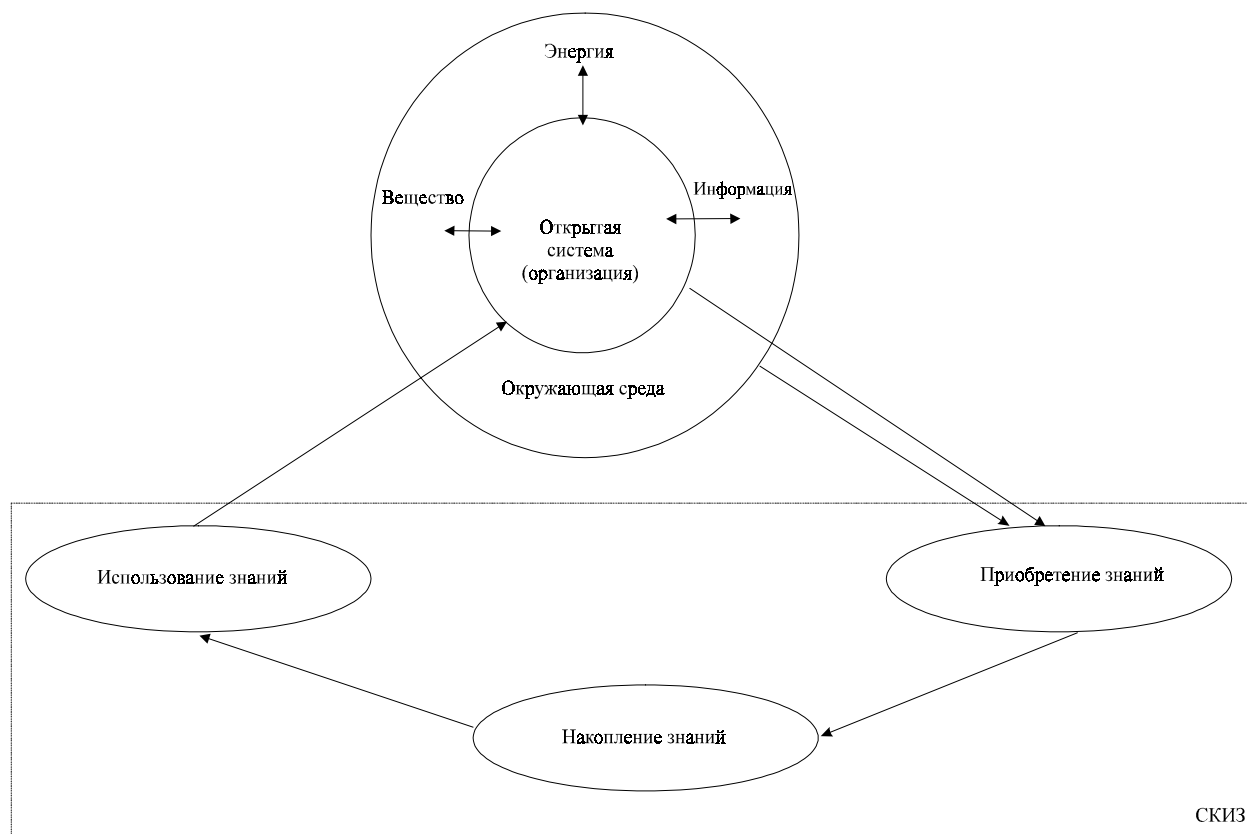 Энергия
Вещество
Информация
Открытая
система
(организация)
Окружающая среда
Использование знаний
Приобретение знаний
Накопление знаний
СКИЗ